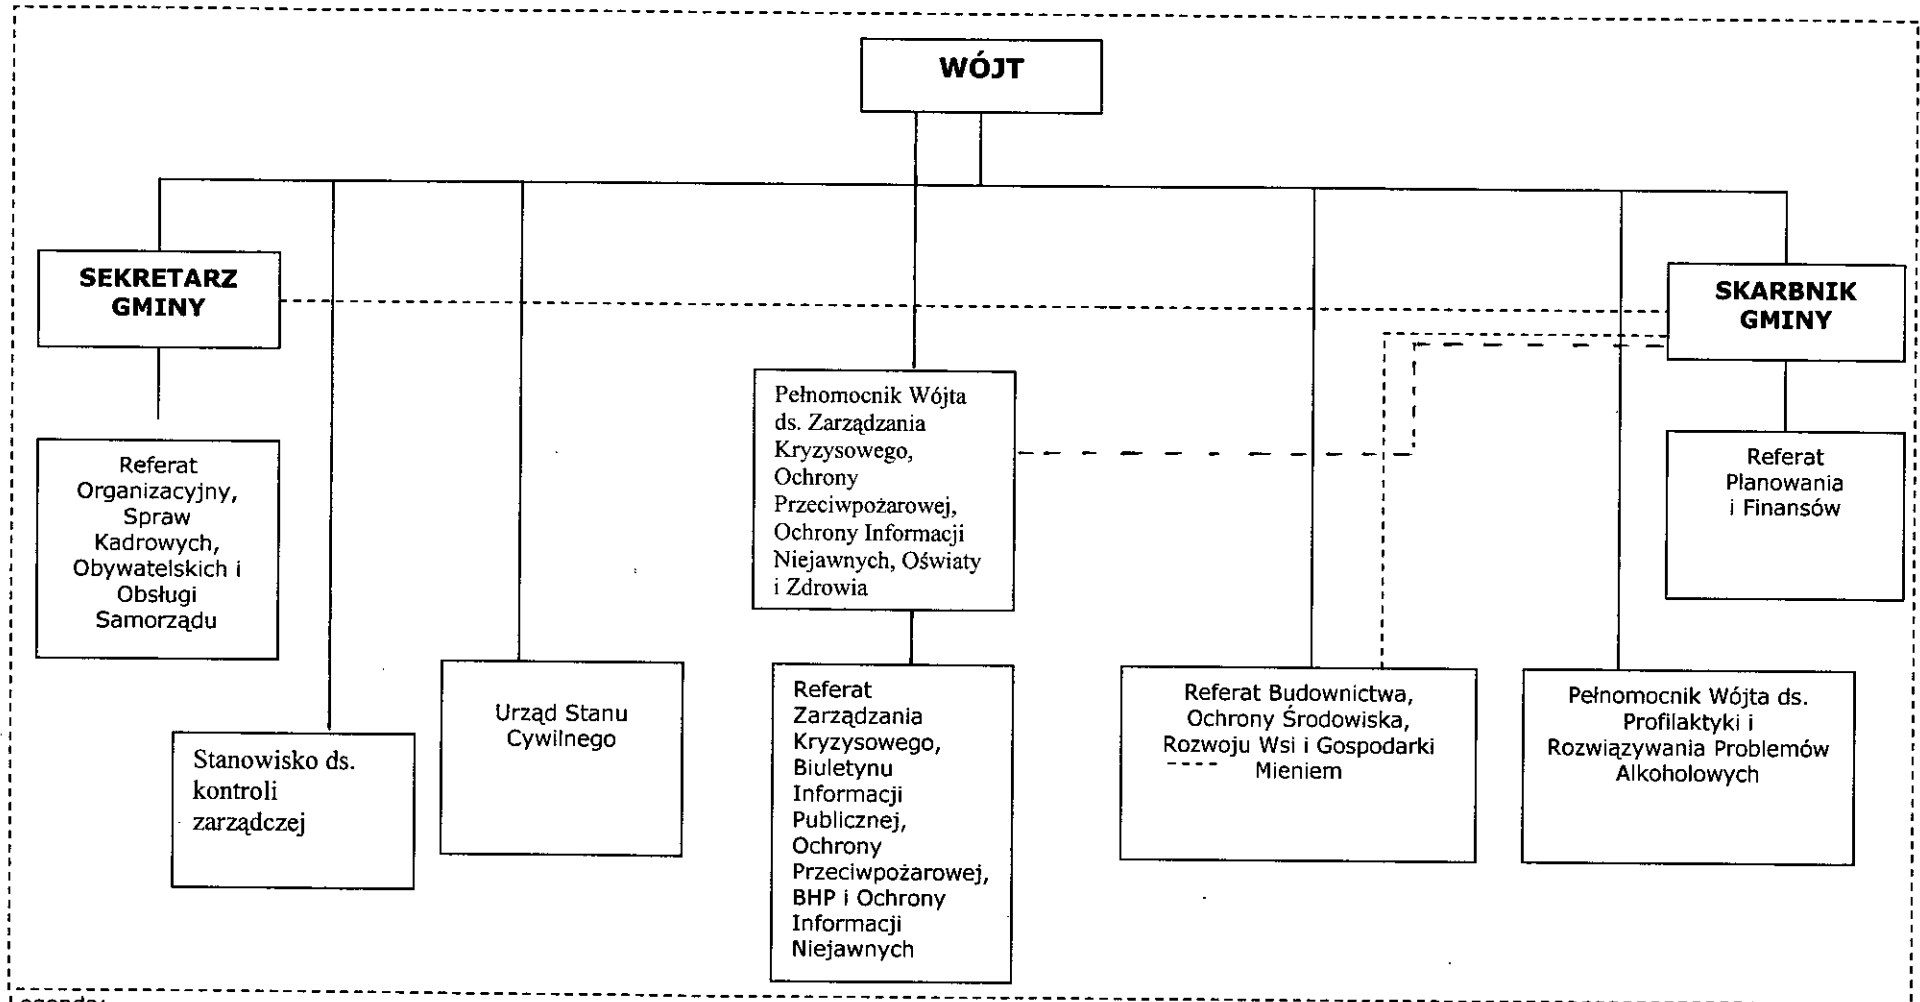 WÓJT
SEKRETARZ
GMINY
SKARBNIK
GMINY
Pełnomocnik Wójta
ds. Zarządzania
Kryzysowego,
Ochrony
Przeciwpożarowej,
Ochrony Informacji
Niejawnych, Oświaty
i Zdrowia
Referat
Organizacyjny,
Spraw
Kadrowych,
Obywatelskich i
Obsługi
Samorządu
Referat
Planowania
i Finansów
Stanowisko ds.
kontroli
zarządczej
Urząd Stanu
Cywilnego
Referat
Zarządzania
Kryzysowego,
Biuletynu
Informacji
Publicznej,
Ochrony
Przeciwpożarowej,
BHP i Ochrony
Informacji
Niejawnych
Referat Budownictwa,
Ochrony Środowiska,
Rozwoju Wsi i Gospodarki
Mieniem
Pełnomocnik Wójta ds.
Profilaktyki i
Rozwiązywania Problemów
Alkoholowych